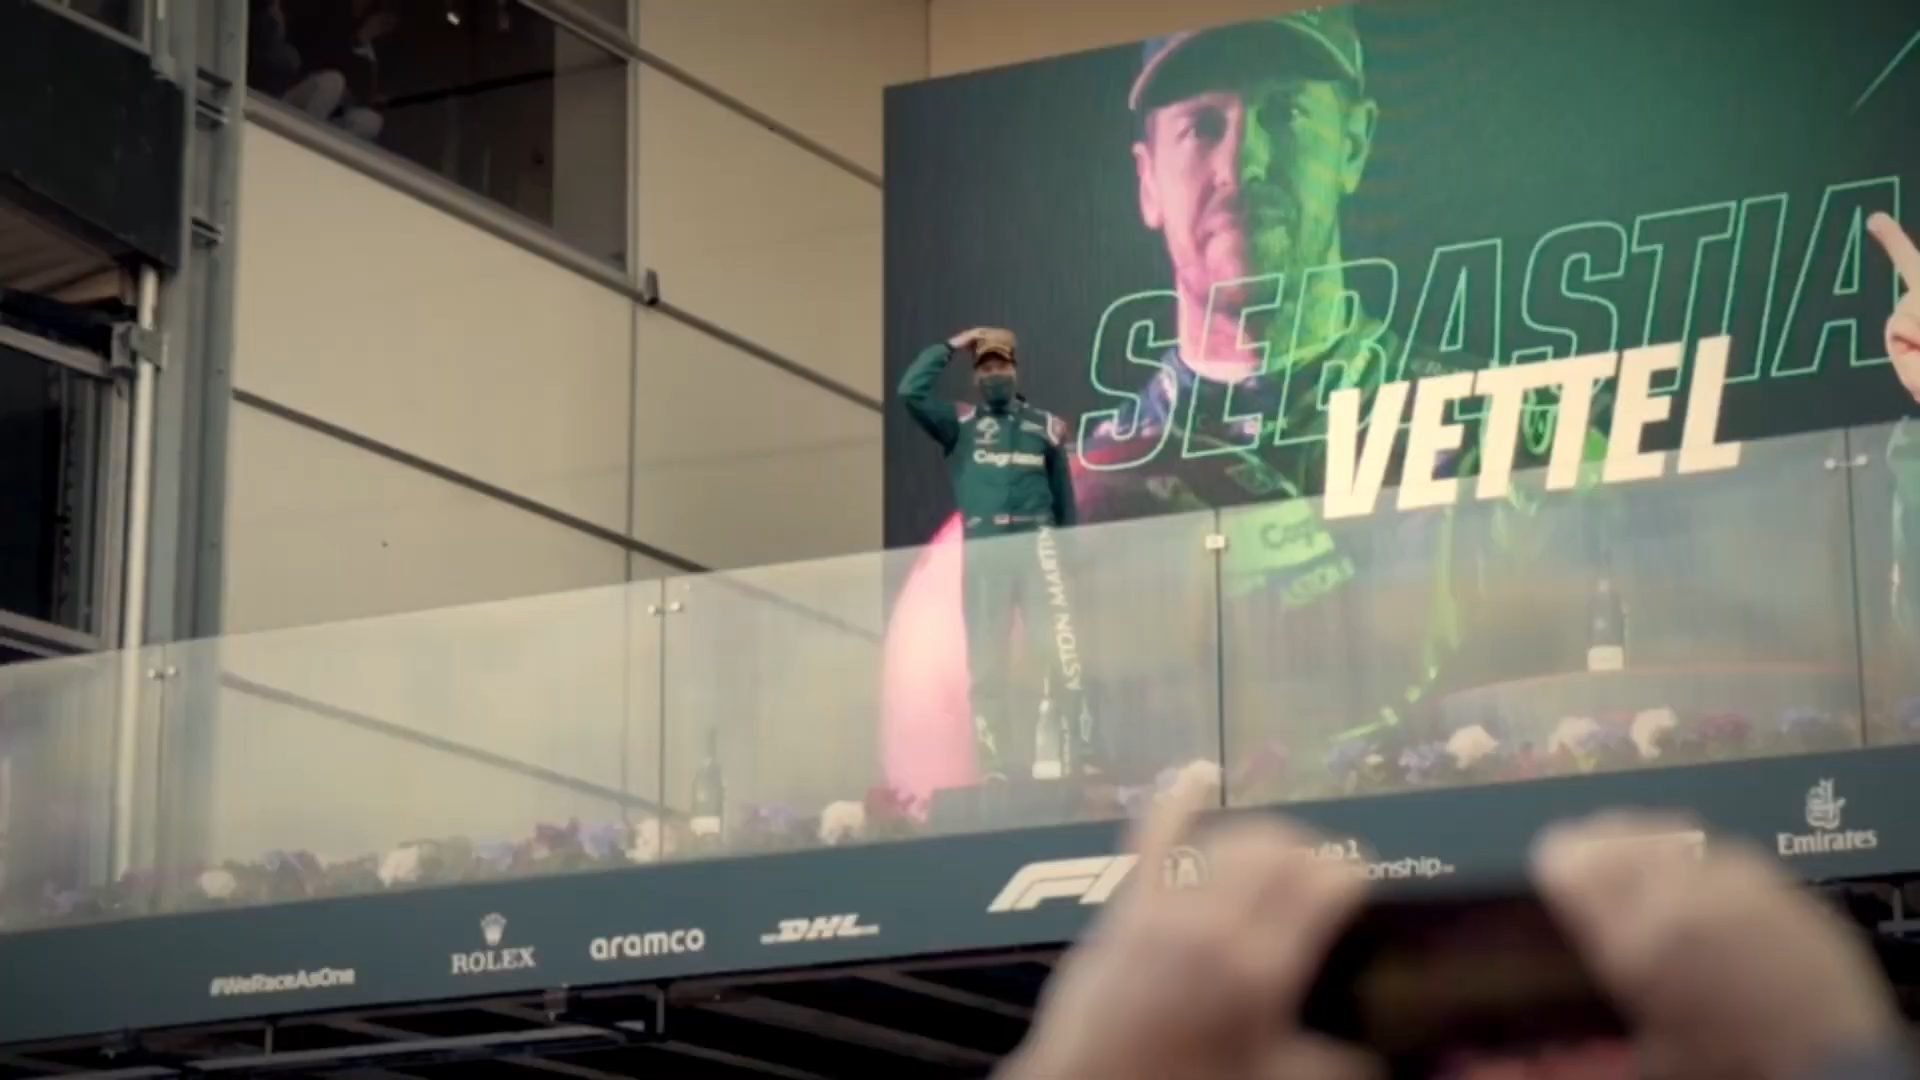 SEBASTIA
VETTEL
Cognizant
ASTON MARTIN
#WeRaceAsOne
ROLEX
aramco
DHL
F1
Emirates